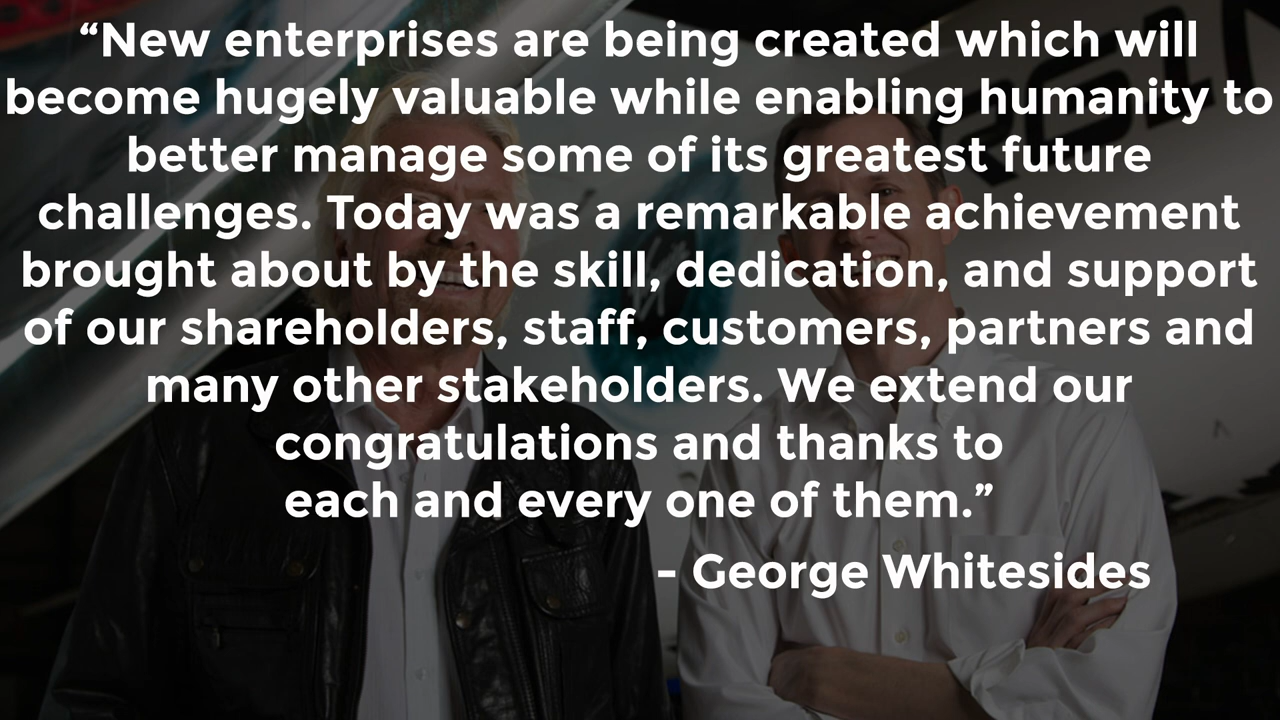 “New enterprises are being created which will
become hugely valuable while enabling humanity to
better manage some of its greatest future
challenges. Today was a remarkable achievement
brought about by the skill, dedication, and support
of our shareholders, staff, customers, partners and
many other stakeholders. We extend our
congratulations and thanks to
each and every one of them.”
- George Whitesides